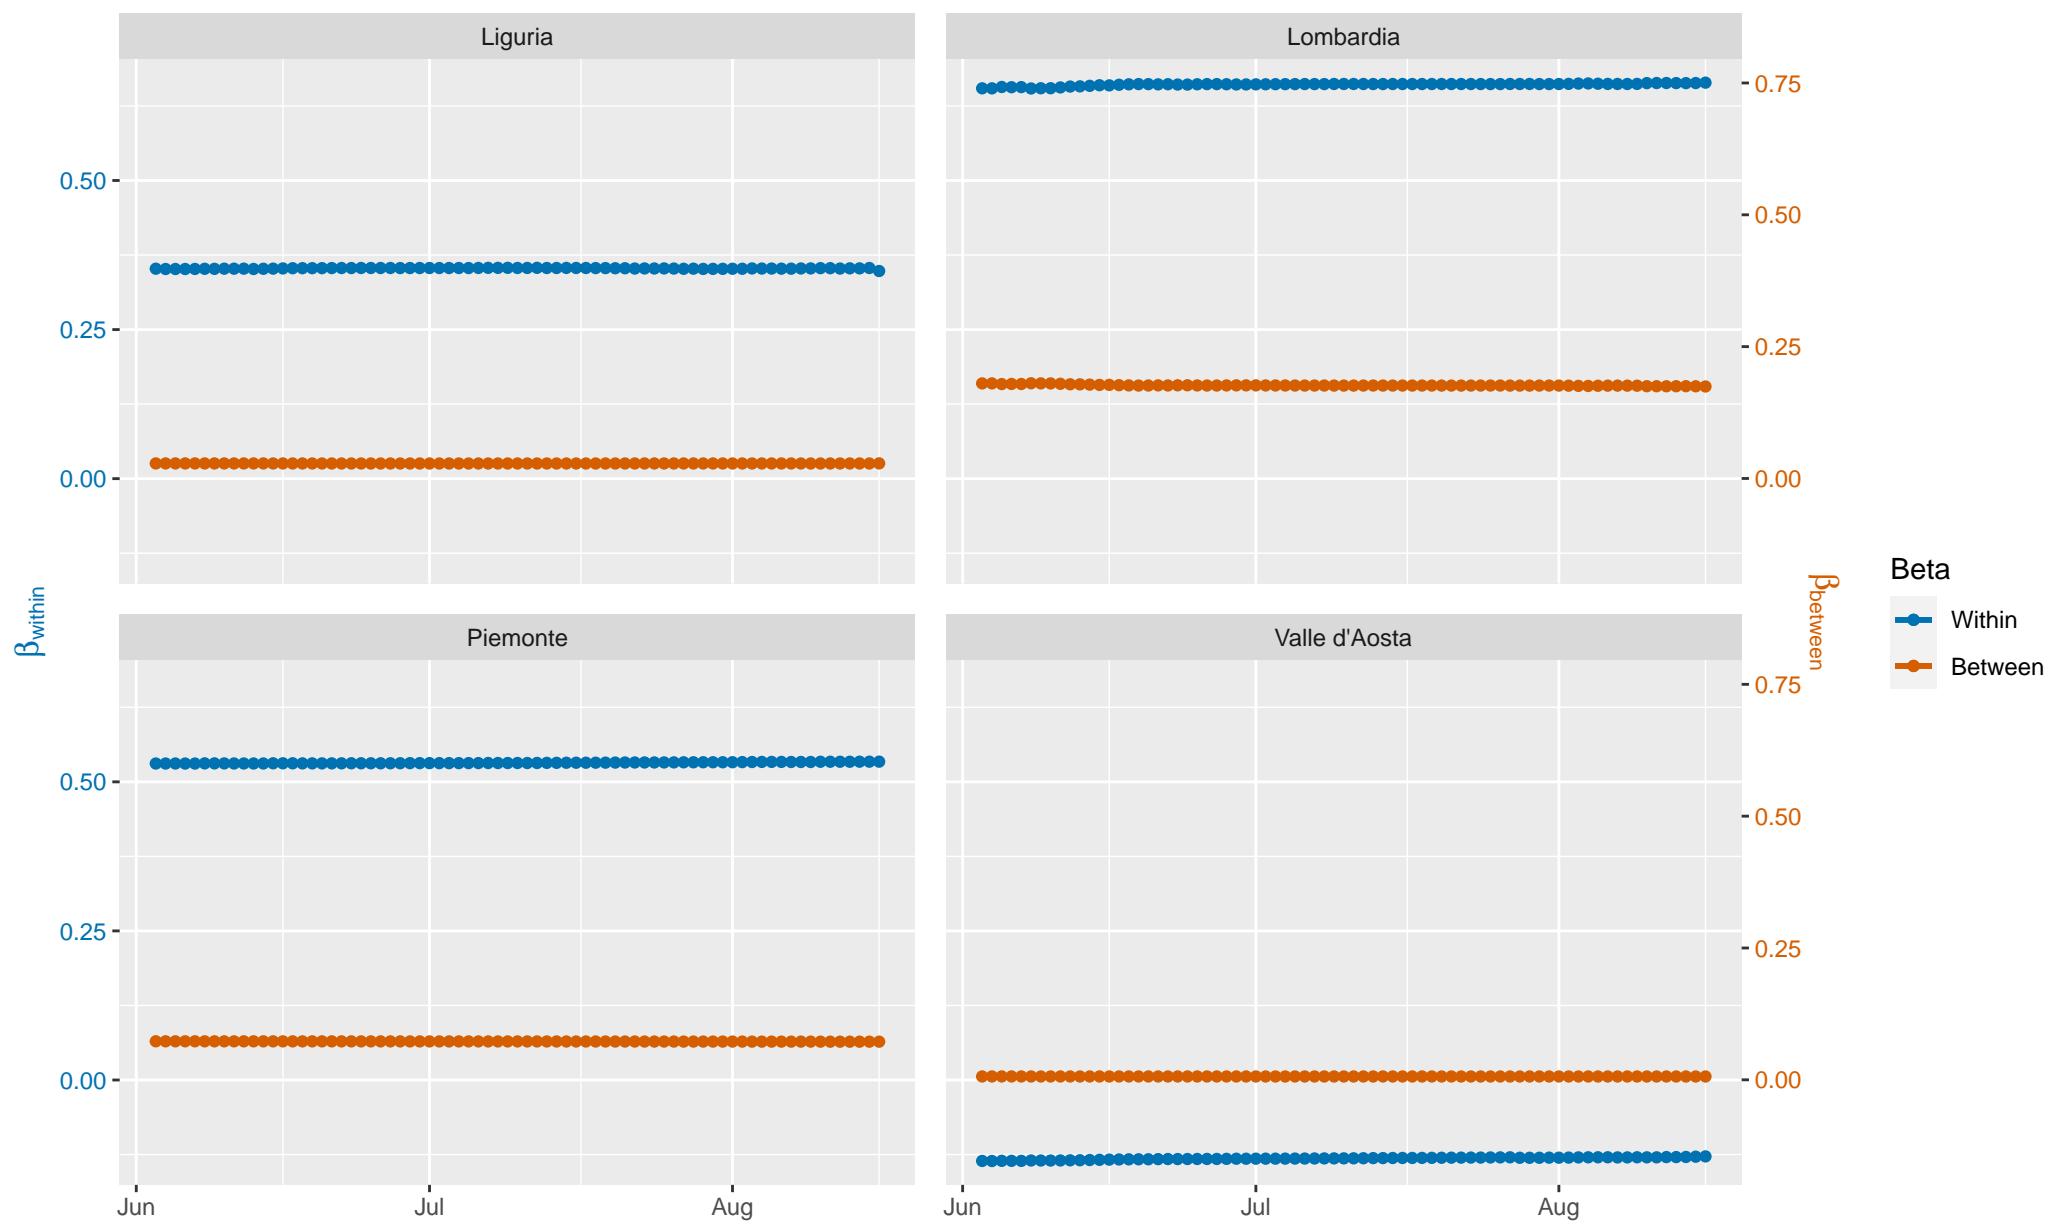 Liguria
Lombardia
0.50
0.25
0.00
0.75
0.50
0.25
0.00
βwithin
βbetween
Piemonte
Valle d'Aosta
0.50
0.25
0.00
0.75
0.50
0.25
0.00
Jun Jul Aug
Jun Jul Aug
Beta
Within
Between